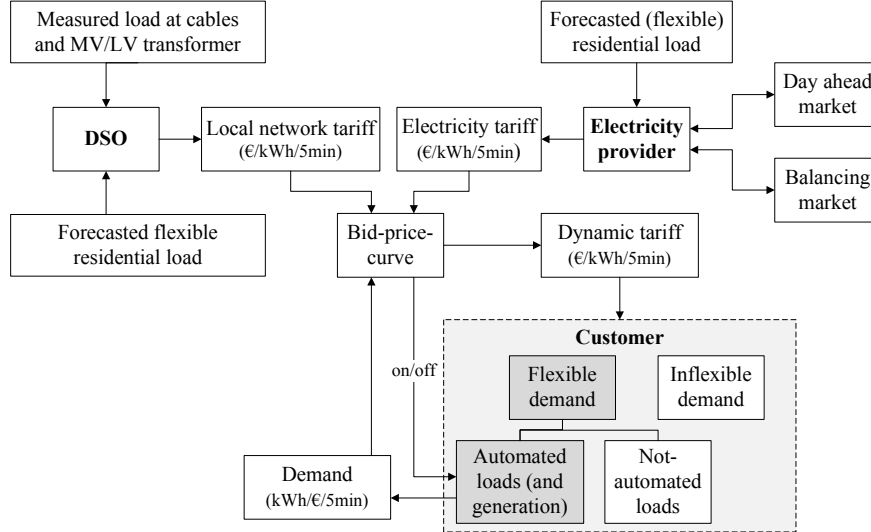 Measured load at cables
and MV/LV transformer
Forecasted (flexible)
residential load
Day ahead
market
DSO
Local network tariff
(€/kWh/5min)
Electricity tariff
(€/kWh/5min)
Electricity
provider
Balancing
market
Forecasted flexible
residential load
Bid-price-
curve
Dynamic tariff
(€/kWh/5min)
Customer
on/off
Flexible
demand
Inflexible
demand
Automated
loads (and
generation)
Not-
automated
loads
Demand
(kWh/€/5min)